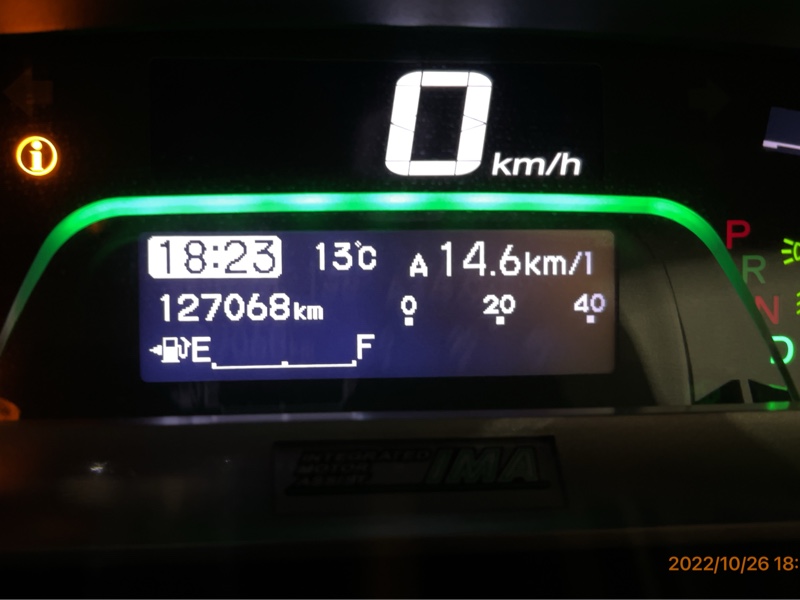 0 km/h
18:23 13°C A 14.6km/l
127068km 0 20 40
E F
P
R
N
D
INTEGRATED
MOTOR
ASSIST
IMA
2022/10/26 18: